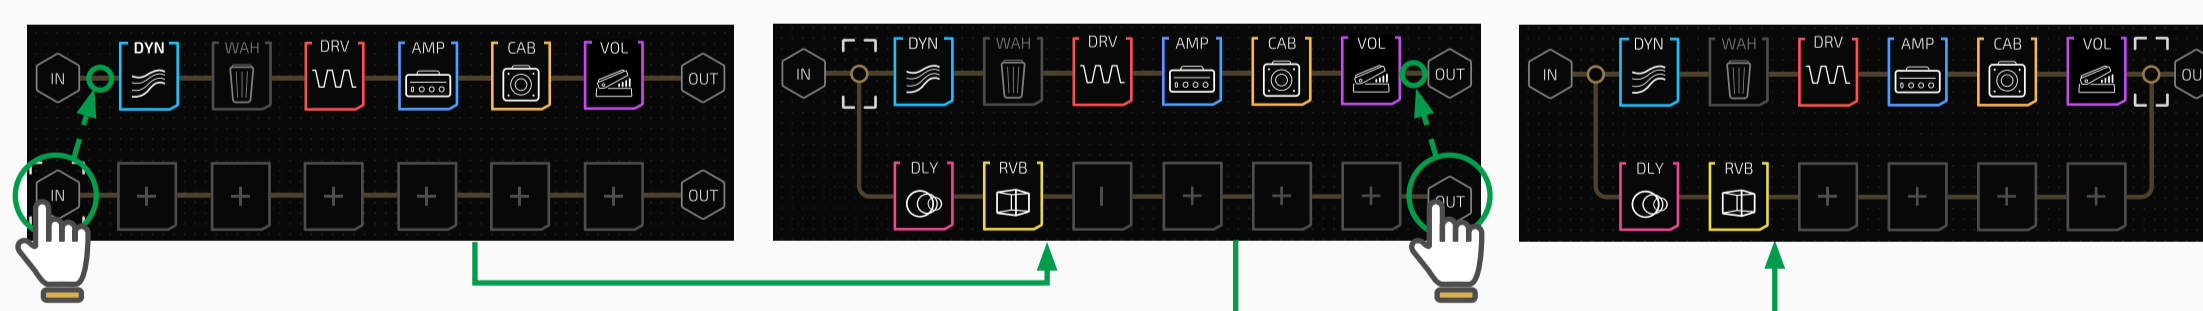 IN DYN WAH DRV AMP CAB VOL OUT
IN OUT
IN DYN WAH DRV AMP CAB VOL OUT
DLY RVB OUT
IN DYN WAH DRV AMP CAB VOL OU
DLY RVB